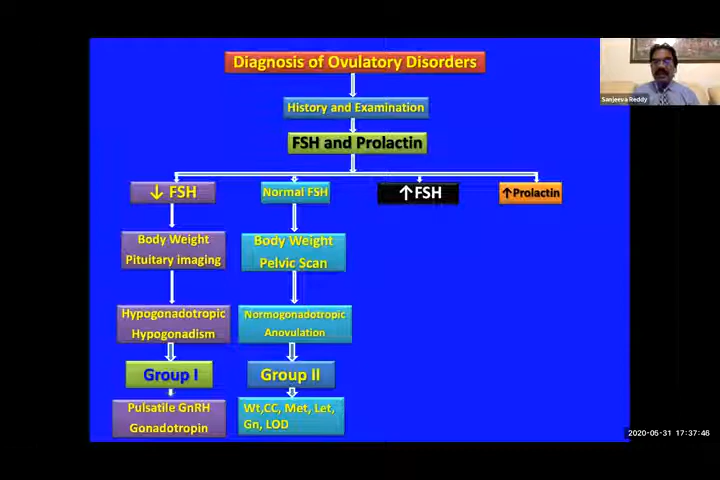 Diagnosis of Ovulatory Disorders
Sanjeeva Reddy
History and Examination
FSH and Prolactin
↓ FSH
Normal FSH
↑FSH
↑Prolactin
Body Weight
Pituitary imaging
Body Weight
Pelvic Scan
Hypogonadotropic
Hypogonadism
Normogonadotropic
Anovulation
Group I
Group II
Pulsatile GnRH
Gonadotropin
Wt,CC, Met, Let,
Gn, LOD
2020-05-31 17:37:46